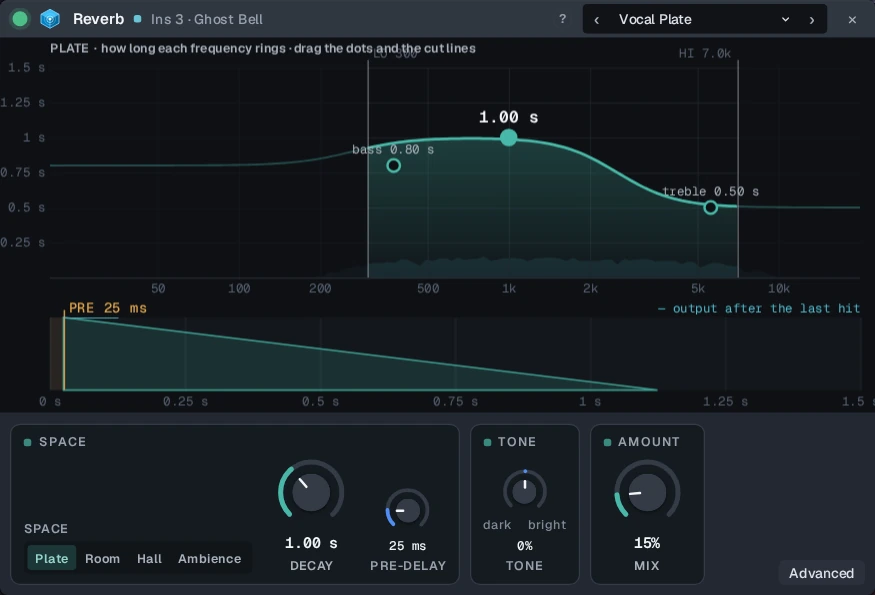 Reverb Ins 3 · Ghost Bell ? ‹ Vocal Plate › ×
PLATE · how long each frequency rings · drag the dots and the cut lines
LO 300 HI 7.0k
1.5 s
1.25 s
1 s
0.75 s
0.5 s
0.25 s
1.00 s
bass 0.80 s
treble 0.50 s
50 100 200 500 1k 2k 5k 10k
PRE 25 ms — output after the last hit
0 s 0.25 s 0.5 s 0.75 s 1 s 1.25 s 1.5 s
SPACE TONE AMOUNT
SPACE dark bright
Plate Room Hall Ambience
1.00 s 25 ms 0% 15%
DECAY PRE-DELAY TONE MIX
Advanced